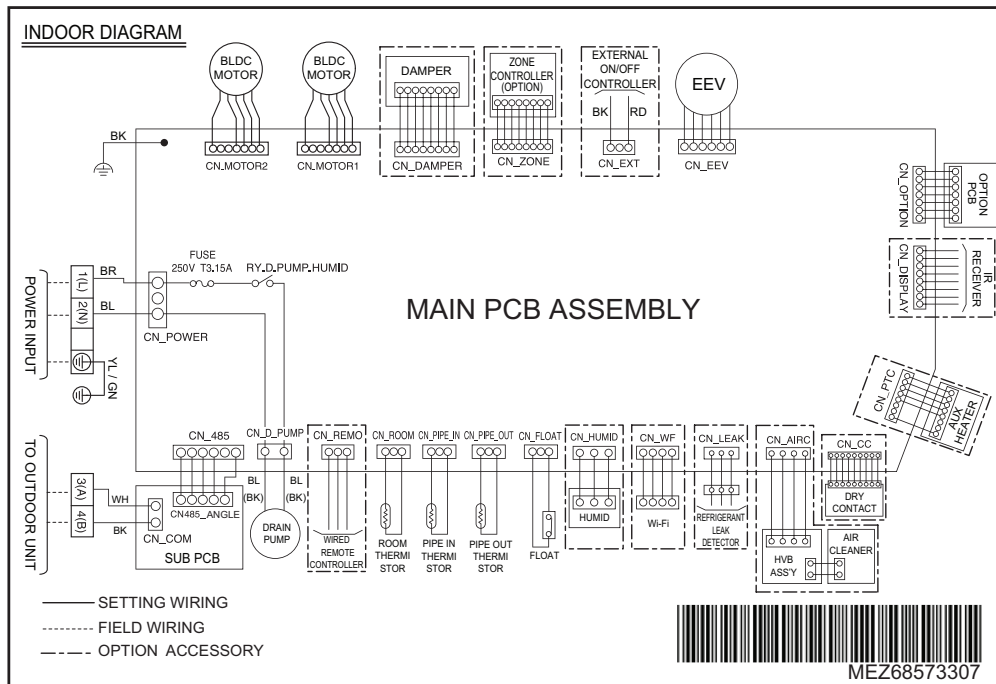 INDOOR DIAGRAM
BLDC
MOTOR
BLDC
MOTOR
DAMPER
ZONE
CONTROLLER
(OPTION)
EXTERNAL
ON/OFF
CONTROLLER
BK
RD
EEV
BK
CN_MOTOR2
CN_MOTOR1
CN_DAMPER
CN_ZONE
CN_EXT
CN_EEV
CN_OPTION
OPTION
PCB
CN_DISPLAY
IR
RECEIVER
CN_PTC
AUX
HEATER
POWER INPUT
1(L)
2(N)
BR
BL
YL / GN
FUSE
250V T3.15A
RY_D_PUMP_HUMID
CN_POWER
MAIN PCB ASSEMBLY
TO OUTDOOR UNIT
3(A)
4(B)
WH
BK
CN_COM
CN_485
CN485_ANGLE
SUB PCB
CN_D_PUMP
BL
(BK)
BL
(BK)
DRAIN
PUMP
CN_REMO
WIRED
REMOTE
CONTROLLER
CN_ROOM
ROOM
THERMI
STOR
CN_PIPE_IN
PIPE IN
THERMI
STOR
CN_PIPE_OUT
PIPE OUT
THERMI
STOR
CN_FLOAT
FLOAT
CN_HUMID
HUMID
CN_WF
Wi-Fi
CN_LEAK
REFRIGERANT
LEAK
DETECTOR
CN_AIRC
HVB
ASS'Y
AIR
CLEANER
CN_CC
DRY
CONTACT
SETTING WIRING
FIELD WIRING
OPTION ACCESSORY
MEZ68573307